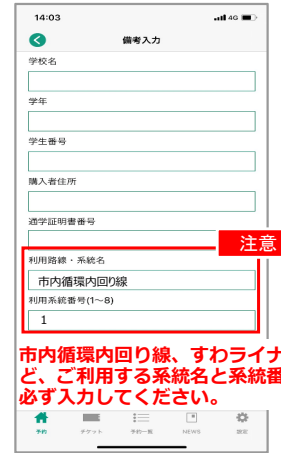 14:03
4G
備考入力
学校名
学年
学生番号
購入者住所
通学証明書番号
注意
利用路線・系統名
市内循環内回り線
利用系統番号(1～8)
1
市内循環内回り線、すわライナ
ど、ご利用する系統名と系統番
必ず入力してください。
予約 チケット 予約一覧 NEWS 設定